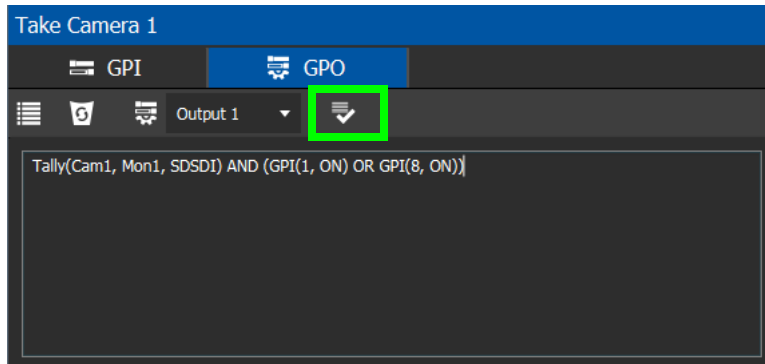 Take Camera 1
GPI GPO
Output 1
Tally(Cam1, Mon1, SDSDI) AND (GPI(1, ON) OR GPI(8, ON))